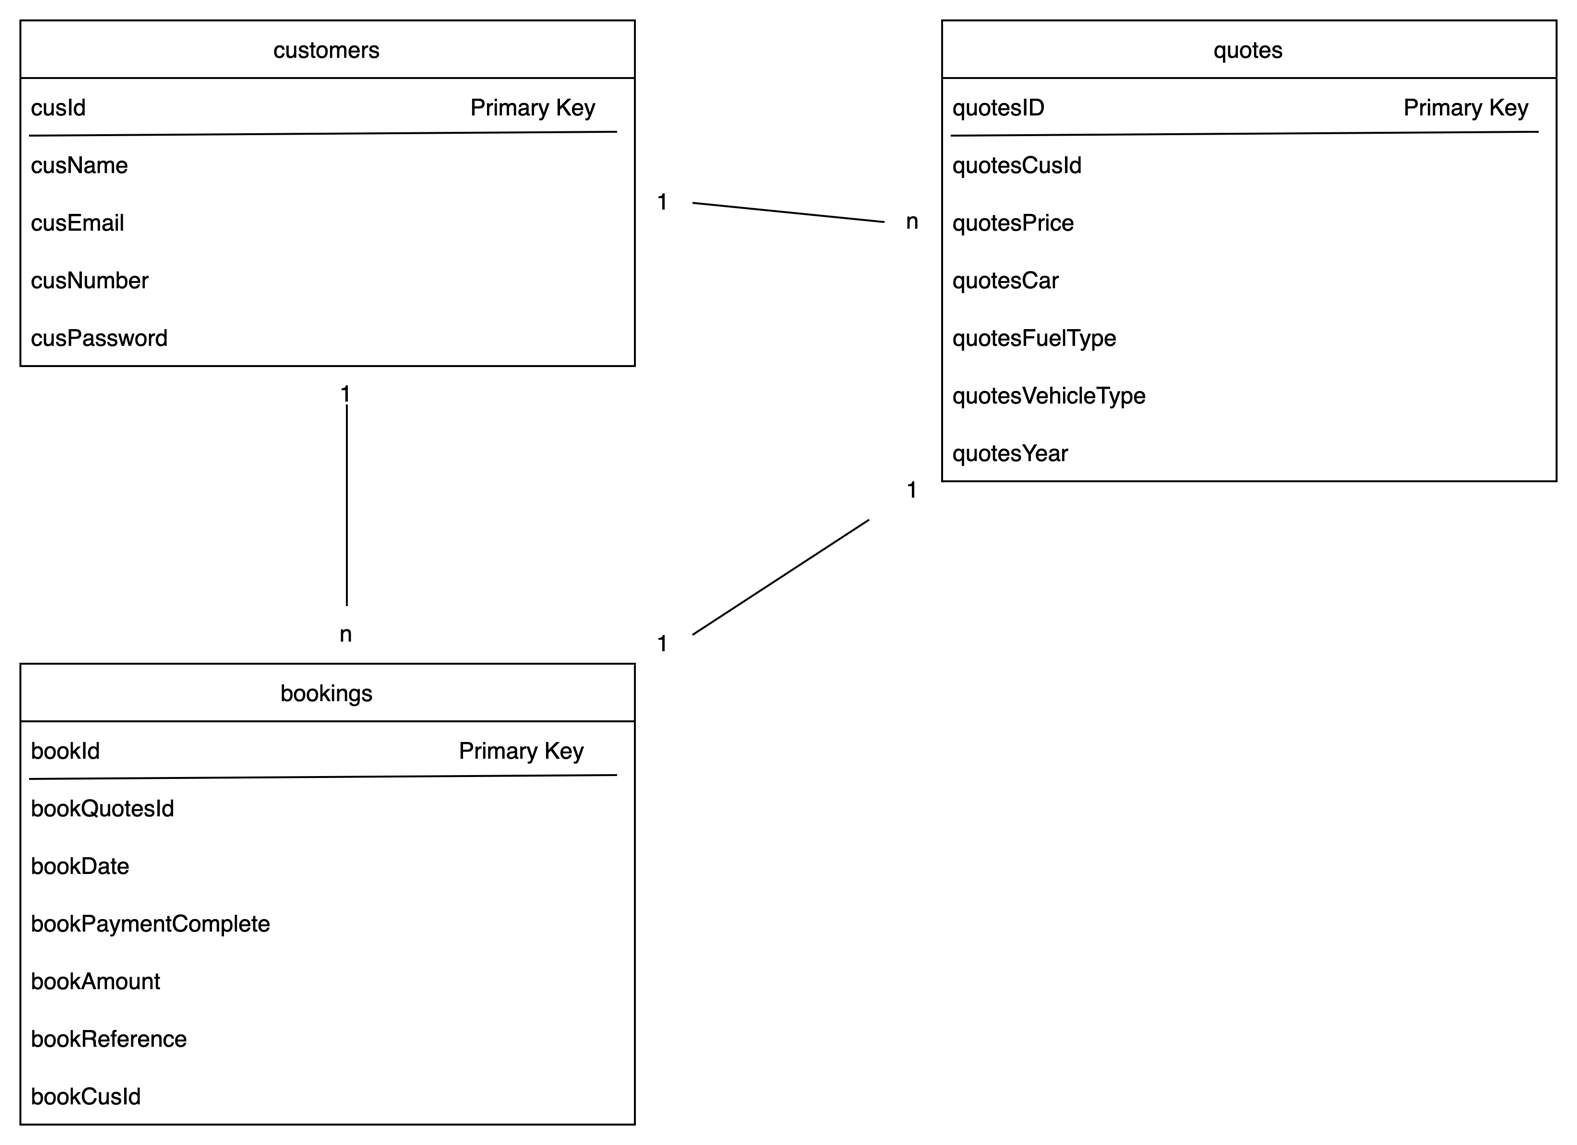 customers
cusId Primary Key
cusName
cusEmail
cusNumber
cusPassword
quotes
quotesID Primary Key
quotesCusId
quotesPrice
quotesCar
quotesFuelType
quotesVehicleType
quotesYear
1
n
1
n
1
1
bookings
bookId Primary Key
bookQuotesId
bookDate
bookPaymentComplete
bookAmount
bookReference
bookCusId